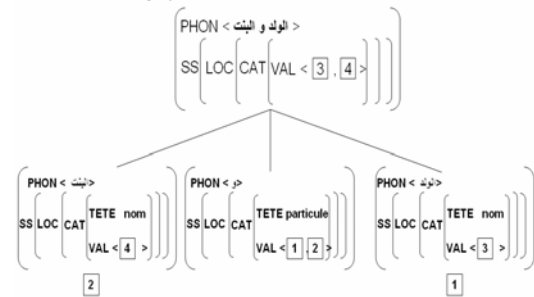 PHON < الولد و البنت >
SS LOC CAT VAL < 3 , 4 >
PHON < البنت>
TETE nom
SS LOC CAT
VAL < 4 >
2
PHON < و>
TETE particule
SS LOC CAT
VAL < 1 , 2 >
PHON < الولد>
TETE nom
SS LOC CAT
VAL < 3 >
1